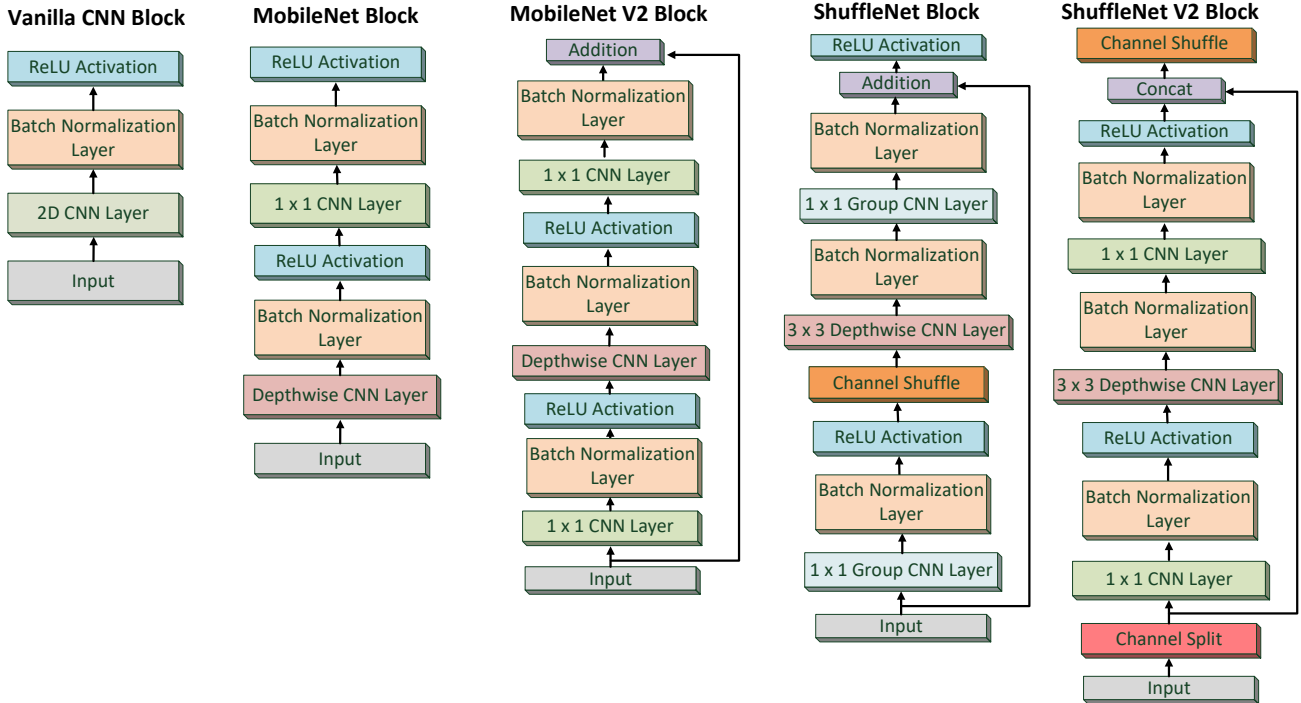 Vanilla CNN Block
ReLU Activation
Batch Normalization
Layer
2D CNN Layer
Input
MobileNet Block
ReLU Activation
Batch Normalization
Layer
1 x 1 CNN Layer
ReLU Activation
Batch Normalization
Layer
Depthwise CNN Layer
Input
MobileNet V2 Block
Addition
Batch Normalization
Layer
1 x 1 CNN Layer
ReLU Activation
Batch Normalization
Layer
Depthwise CNN Layer
ReLU Activation
Batch Normalization
Layer
1 x 1 CNN Layer
Input
ShuffleNet Block
ReLU Activation
Addition
Batch Normalization
Layer
1 x 1 Group CNN Layer
Batch Normalization
Layer
3 x 3 Depthwise CNN Layer
Channel Shuffle
ReLU Activation
Batch Normalization
Layer
1 x 1 Group CNN Layer
Input
ShuffleNet V2 Block
Channel Shuffle
Concat
ReLU Activation
Batch Normalization
Layer
1 x 1 CNN Layer
Batch Normalization
Layer
3 x 3 Depthwise CNN Layer
ReLU Activation
Batch Normalization
Layer
1 x 1 CNN Layer
Channel Split
Input